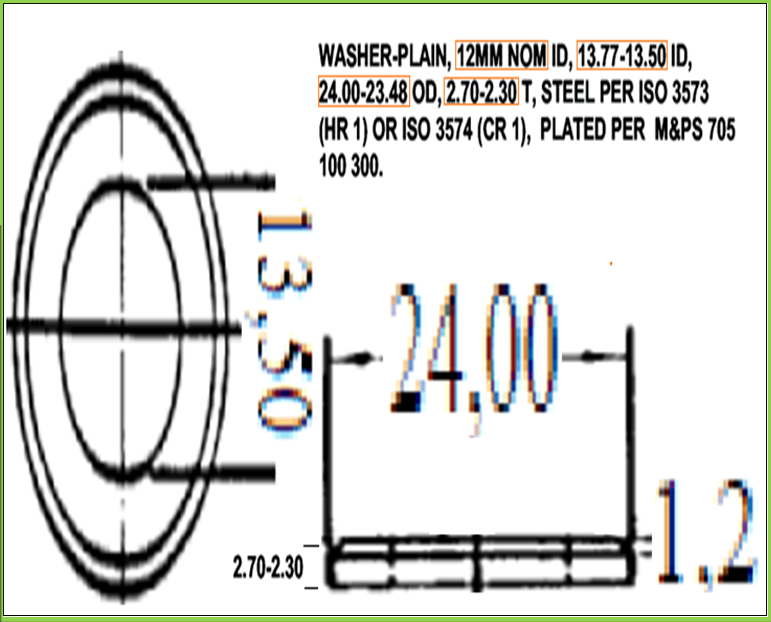 WASHER-PLAIN, 12MM NOM ID, 13.77-13.50 ID,
24.00-23.48 OD, 2.70-2.30 T, STEEL PER ISO 3573
(HR 1) OR ISO 3574 (CR 1), PLATED PER M&PS 705
100 300.
13,50
24,00
1,2
2.70-2.30